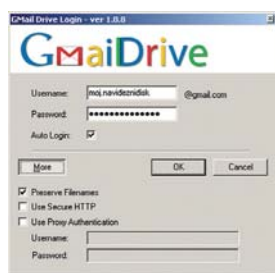 GMail Drive Login - ver 1.0.8
GmailDrive
Username: moj.navideznidisk @gmail.com
Password: ••••••••••••••
Auto Login:
More OK Cancel
Preserve Filenames
Use Secure HTTP
Use Proxy Authentication
Username:
Password: